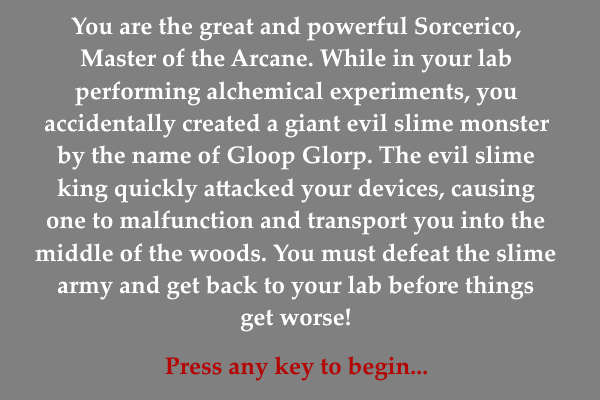 You are the great and powerful Sorcerico,
Master of the Arcane. While in your lab
performing alchemical experiments, you
accidentally created a giant evil slime monster
by the name of Gloop Glorp. The evil slime
king quickly attacked your devices, causing
one to malfunction and transport you into the
middle of the woods. You must defeat the slime
army and get back to your lab before things
get worse!
Press any key to begin...